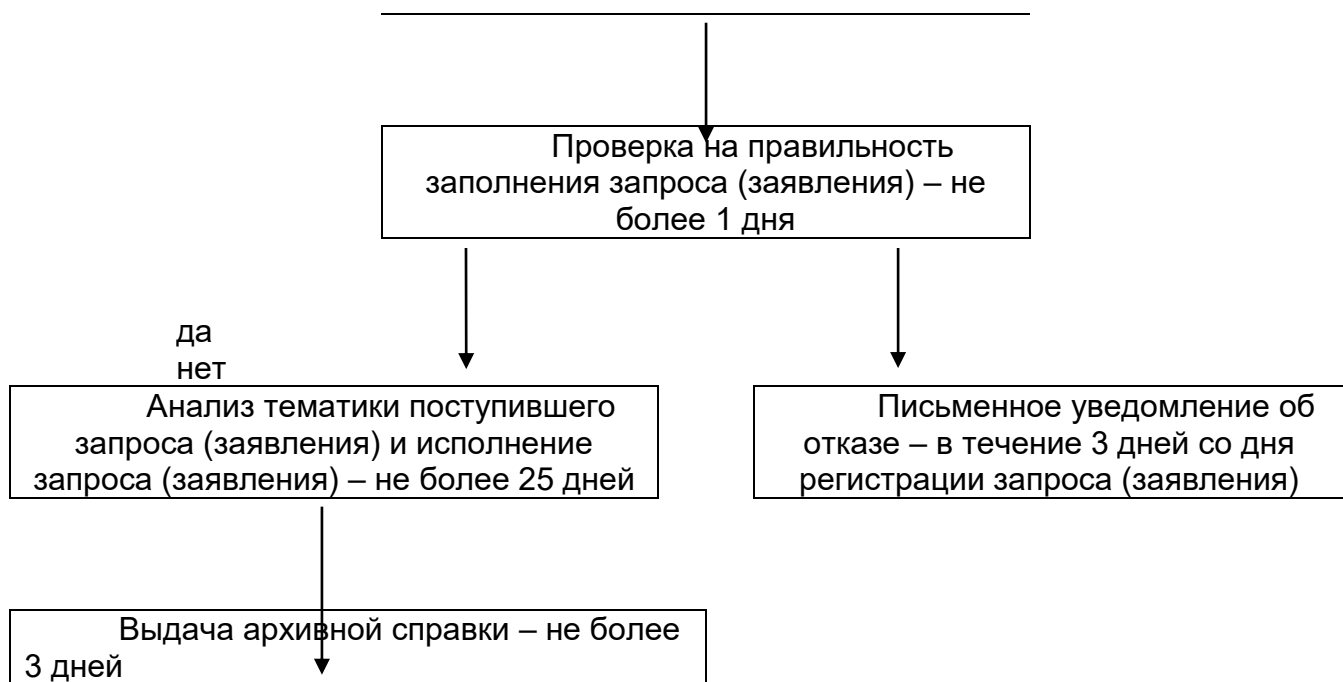 Проверка на правильность
заполнения запроса (заявления) – не
более 1 дня
да
нет
Анализ тематики поступившего
запроса (заявления) и исполнение
запроса (заявления) – не более 25 дней
Письменное уведомление об
отказе – в течение 3 дней со дня
регистрации запроса (заявления)
Выдача архивной справки – не более
3 дней